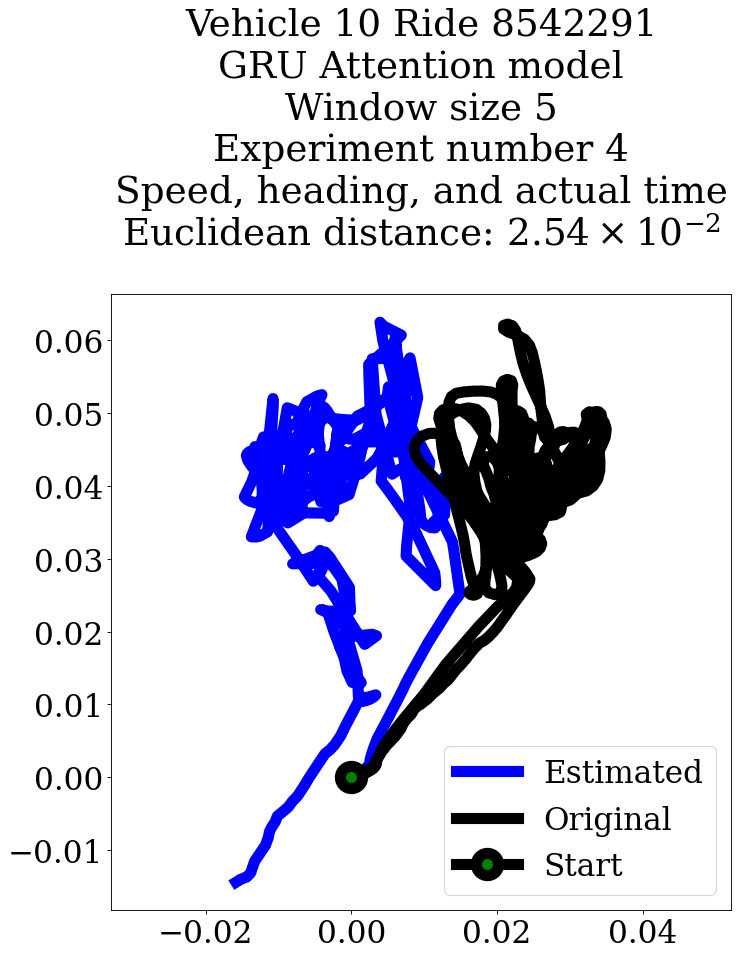 Vehicle 10 Ride 8542291
GRU Attention model
Window size 5
Experiment number 4
Speed, heading, and actual time
Euclidean distance: 2.54 × 10⁻²
0.06
0.05
0.04
0.03
0.02
0.01
0.00
−0.01
Estimated
Original
Start
−0.02 0.00 0.02 0.04